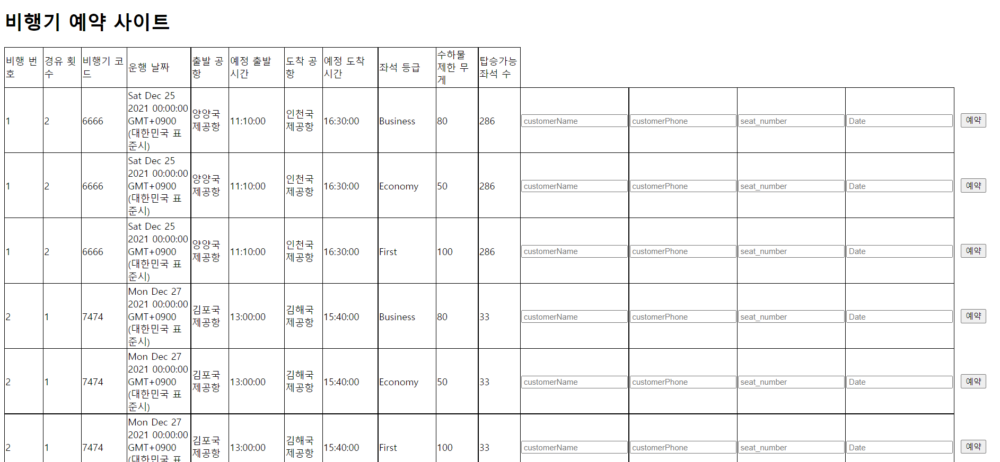 비행기 예약 사이트
비행 번호 경유 횟수 비행기 코드 운행 날짜 출발 공항 예정 출발 시간 도착 공항 예정 도착 시간 좌석 등급 수하물 제한 무게 탑승가능 좌석 수
1 2 6666 Sat Dec 25 2021 00:00:00 GMT+0900 (대한민국 표준시) 양양국제공항 11:10:00 인천국제공항 16:30:00 Business 80 286 customerName customerPhone seat_number Date 예약
1 2 6666 Sat Dec 25 2021 00:00:00 GMT+0900 (대한민국 표준시) 양양국제공항 11:10:00 인천국제공항 16:30:00 Economy 50 286 customerName customerPhone seat_number Date 예약
1 2 6666 Sat Dec 25 2021 00:00:00 GMT+0900 (대한민국 표준시) 양양국제공항 11:10:00 인천국제공항 16:30:00 First 100 286 customerName customerPhone seat_number Date 예약
2 1 7474 Mon Dec 27 2021 00:00:00 GMT+0900 (대한민국 표준시) 김포국제공항 13:00:00 김해국제공항 15:40:00 Business 80 33 customerName customerPhone seat_number Date 예약
2 1 7474 Mon Dec 27 2021 00:00:00 GMT+0900 (대한민국 표준시) 김포국제공항 13:00:00 김해국제공항 15:40:00 Economy 50 33 customerName customerPhone seat_number Date 예약
2 1 7474 Mon Dec 27 2021 00:00:00 GMT+0900 (대한민국 표 김포국제공항 13:00:00 김해국제공항 15:40:00 First 100 33 customerName customerPhone seat_number Date 예약